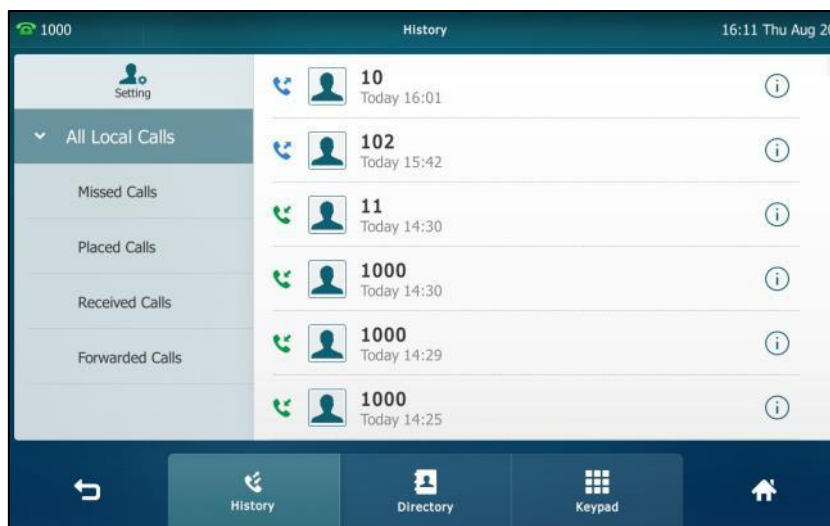 1000
History
16:11 Thu Aug 20
Setting
All Local Calls
Missed Calls
Placed Calls
Received Calls
Forwarded Calls
10
Today 16:01
102
Today 15:42
11
Today 14:30
1000
Today 14:30
1000
Today 14:29
1000
Today 14:25
History
Directory
Keypad